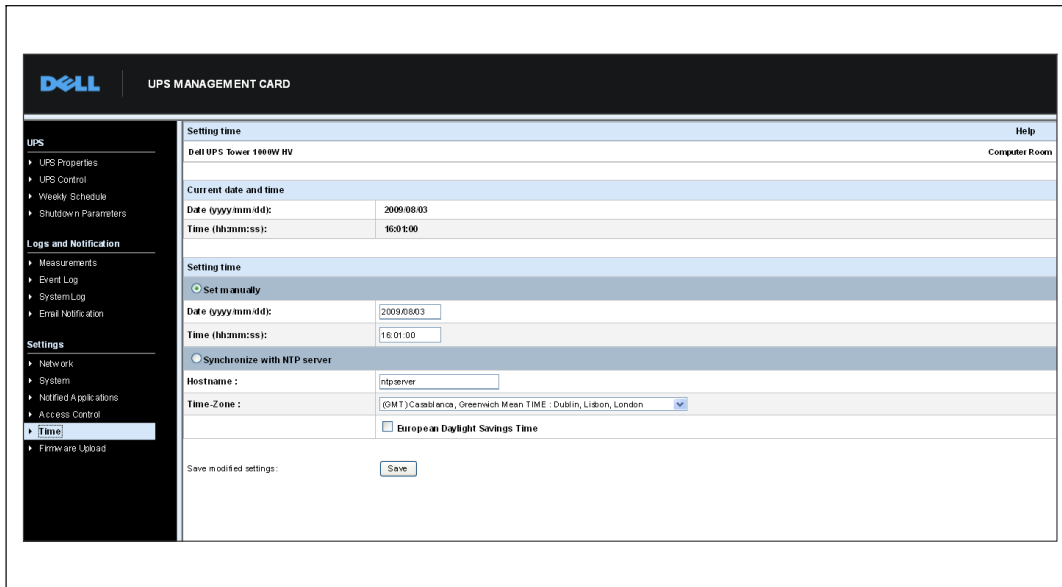 DELL
UPS MANAGEMENT CARD
UPS
UPS Properties
UPS Control
Weekly Schedule
Shutdown Parameters
Logs and Notification
Measurements
Event Log
System Log
Email Notification
Settings
Network
System
Notified Applications
Access Control
Time
Firmware Upload
Setting time Help
Dell UPS Tower 1000W HV Computer Room
Current date and time
Date (yyyy/mm/dd): 2009/08/03
Time (hh:mm:ss): 16:01:00
Setting time
Set manually
Date (yyyy/mm/dd): 2009/08/03
Time (hh:mm:ss): 16:01:00
Synchronize with NTP server
Hostname : ntpserver
Time-Zone : (GMT) Casablanca, Greenwich Mean TIME : Dublin, Lisbon, London
European Daylight Savings Time
Save modified settings: Save